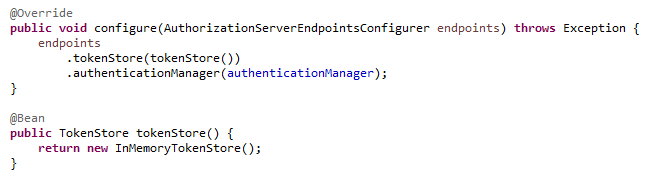 @Override
public void configure(AuthorizationServerEndpointsConfigurer endpoints) throws Exception {
    endpoints
        .tokenStore(tokenStore())
        .authenticationManager(authenticationManager);
}

@Bean
public TokenStore tokenStore() {
    return new InMemoryTokenStore();
}